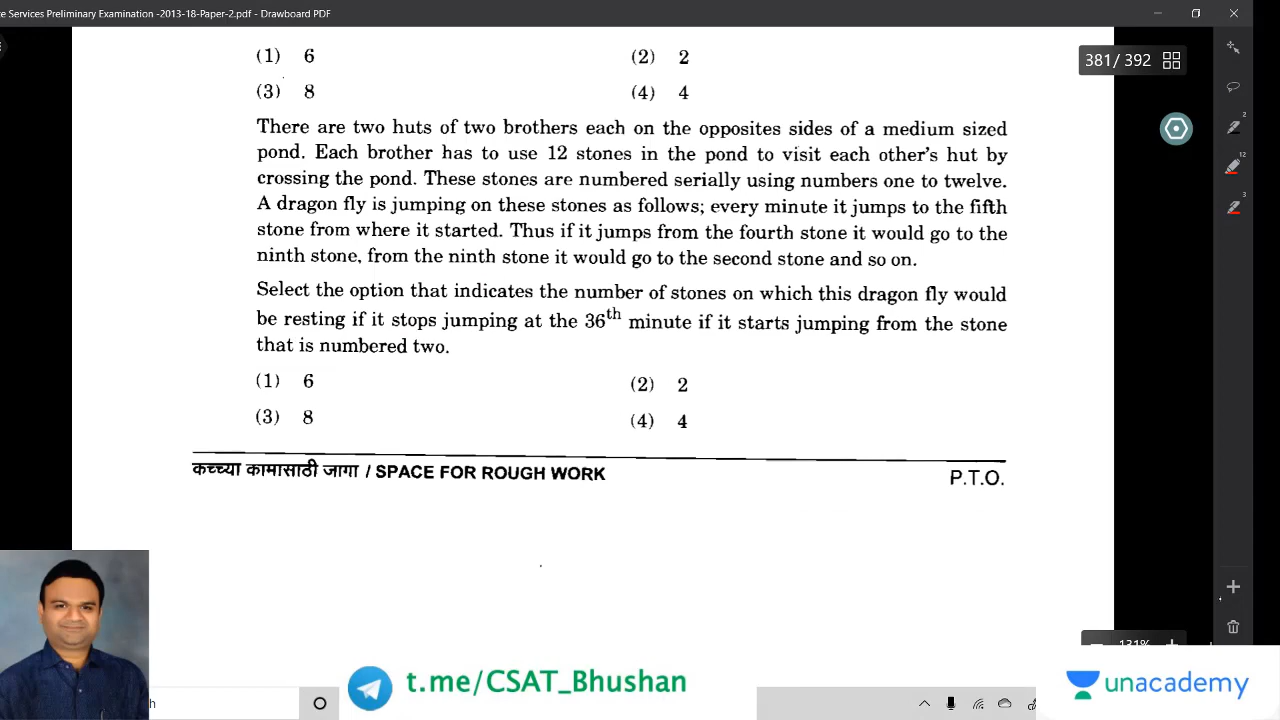 e Services Preliminary Examination -2013-18-Paper-2.pdf - Drawboard PDF
(1) 6 (2) 2
381/ 392
(3) 8 (4) 4
There are two huts of two brothers each on the opposites sides of a medium sized
pond. Each brother has to use 12 stones in the pond to visit each other's hut by
crossing the pond. These stones are numbered serially using numbers one to twelve.
A dragon fly is jumping on these stones as follows; every minute it jumps to the fifth
stone from where it started. Thus if it jumps from the fourth stone it would go to the
ninth stone, from the ninth stone it would go to the second stone and so on.
Select the option that indicates the number of stones on which this dragon fly would
be resting if it stops jumping at the 36th minute if it starts jumping from the stone
that is numbered two.
(1) 6 (2) 2
(3) 8 (4) 4
कच्च्या कामासाठी जागा / SPACE FOR ROUGH WORK P.T.O.
12
3
131%
t.me/CSAT_Bhushan
unacademy
h